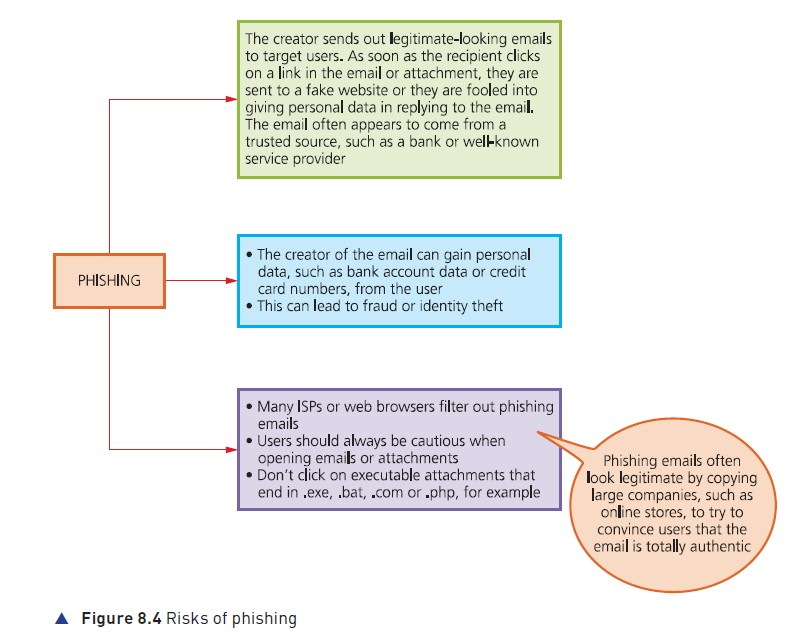 The creator sends out legitimate-looking emails
to target users. As soon as the recipient clicks
on a link in the email or attachment, they are
sent to a fake website or they are fooled into
giving personal data in replying to the email.
The email often appears to come from a
trusted source, such as a bank or well-known
service provider
PHISHING
• The creator of the email can gain personal
data, such as bank account data or credit
card numbers, from the user
• This can lead to fraud or identity theft
• Many ISPs or web browsers filter out phishing
emails
• Users should always be cautious when
opening emails or attachments
• Don't click on executable attachments that
end in .exe, .bat, .com or .php, for example
Phishing emails often
look legitimate by copying
large companies, such as
online stores, to try to
convince users that the
email is totally authentic
▲ Figure 8.4 Risks of phishing